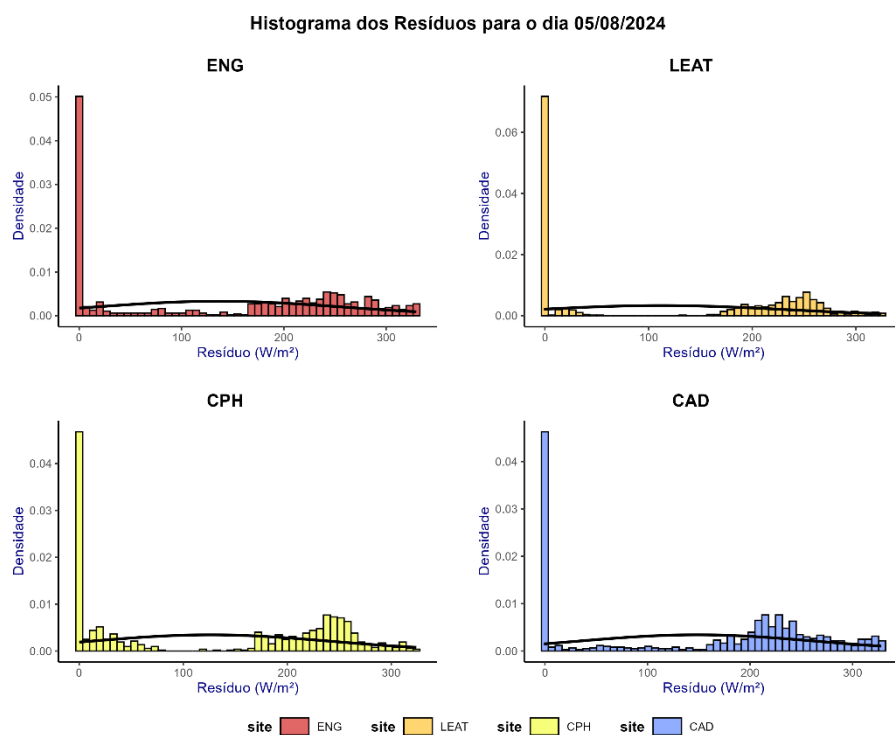 Histograma dos Resíduos para o dia 05/08/2024
ENG
0.05
0.04
0.03
0.02
0.01
0.00
Densidade
0
100
200
300
Resíduo (W/m²)
LEAT
0.06
0.04
0.02
0.00
Densidade
0
100
200
300
Resíduo (W/m²)
CPH
0.04
0.03
0.02
0.01
0.00
Densidade
0
100
200
300
Resíduo (W/m²)
CAD
0.04
0.03
0.02
0.01
0.00
Densidade
0
100
200
300
Resíduo (W/m²)
site ENG site LEAT site CPH site CAD